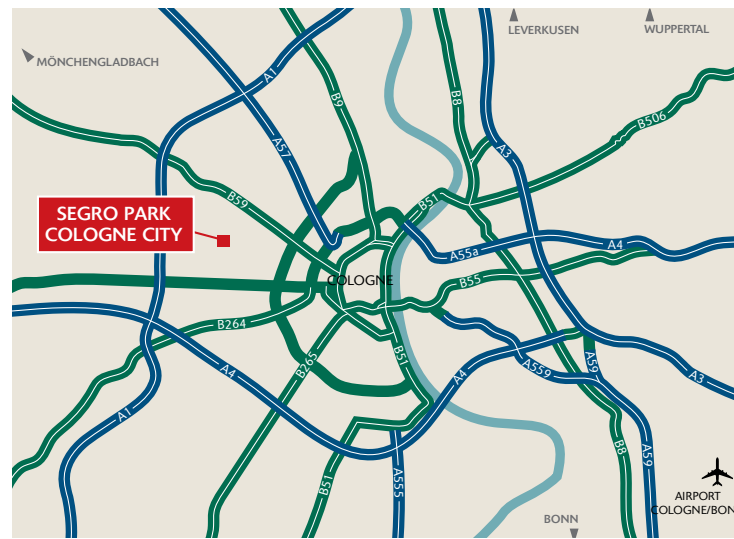 LEVERKUSEN
WUPPERTAL
MÖNCHENGLADBACH
A1
B9
B8
B506
A57
A3
B59
B51
SEGRO PARK
COLOGNE CITY
A55a
A4
COLOGNE
B55
B264
B265
B51
A4
A4
A559
A59
A3
A1
B8
A59
B51
A555
AIRPORT
COLOGNE/BON
BONN